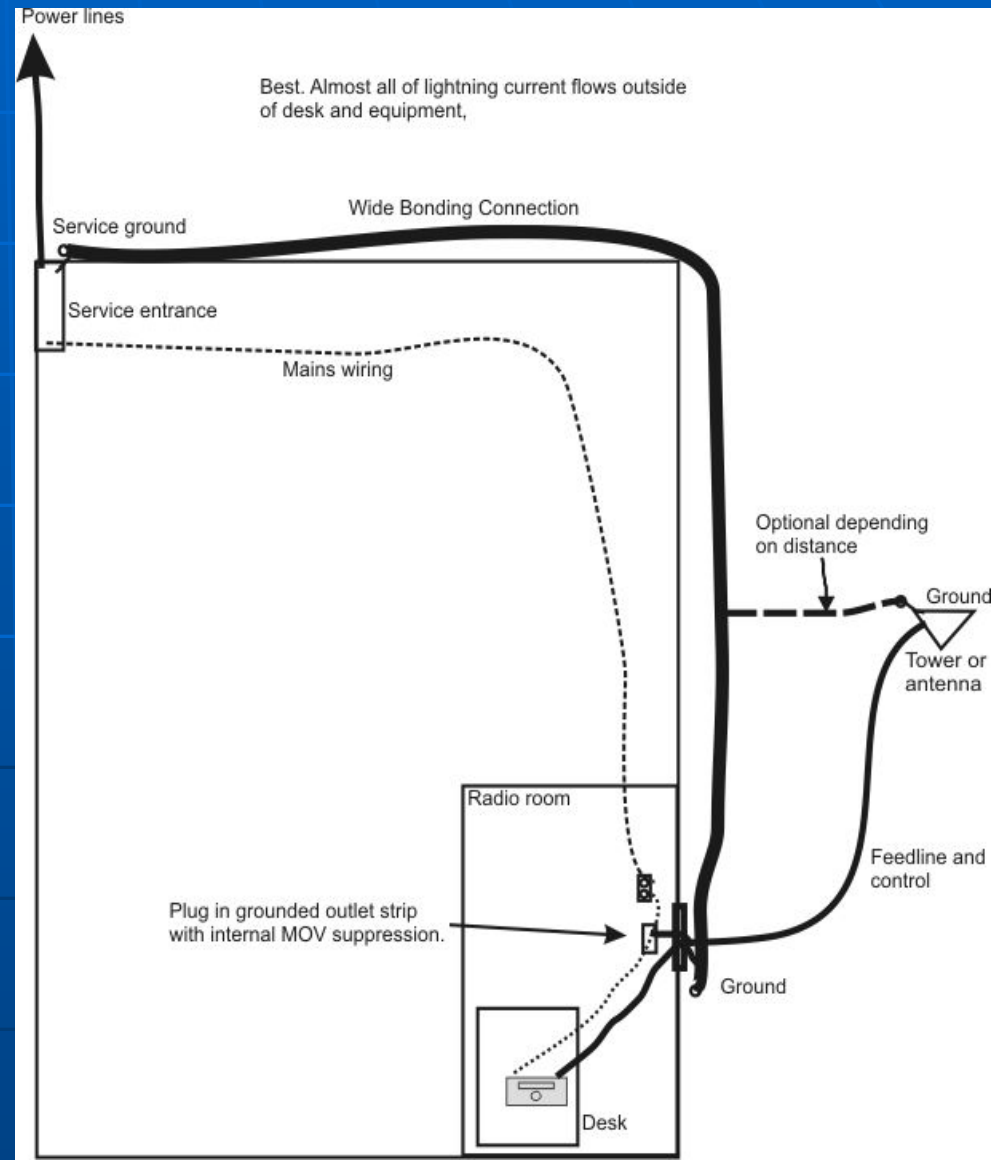 Power lines
Best. Almost all of lightning current flows outside
of desk and equipment,
Wide Bonding Connection
Service ground
Service entrance
Mains wiring
Optional depending
on distance
Ground
Tower or
antenna
Radio room
Feedline and
control
Plug in grounded outlet strip
with internal MOV suppression.
Ground
Desk